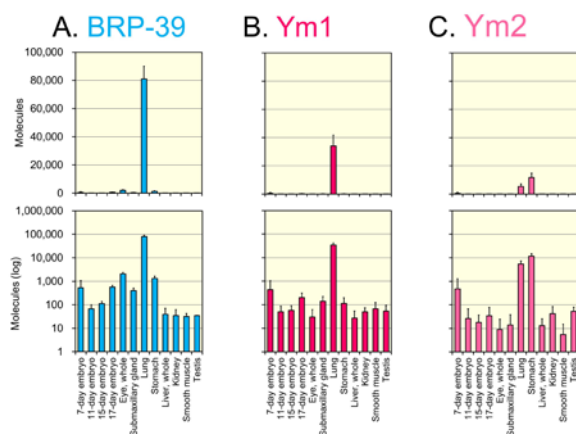 A. BRP-39
B. Ym1
C. Ym2
Molecules
100,000
80,000
60,000
40,000
20,000
0
Molecules (log)
1,000,000
100,000
10,000
1,000
100
10
1
7-day embryo
11-day embryo
15-day embryo
17-day embryo
Eye, whole
Submaxillary gland
Lung
Stomach
Liver, whole
Kidney
Smooth muscle
Testis
7-day embryo
11-day embryo
15-day embryo
17-day embryo
Eye, whole
Submaxillary gland
Lung
Stomach
Liver, whole
Kidney
Smooth muscle
Testis
7-day embryo
11-day embryo
15-day embryo
17-day embryo
Eye, whole
Submaxillary gland
Lung
Stomach
Liver, whole
Kidney
Smooth muscle
Testis